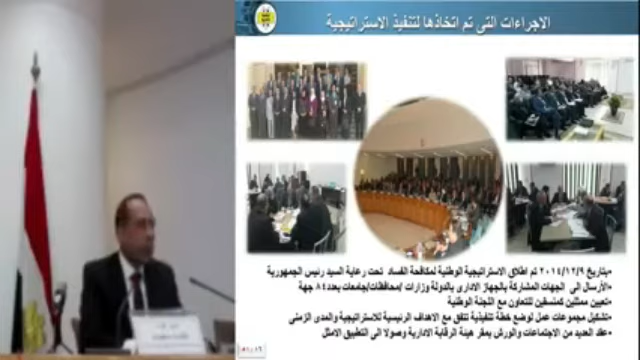 الاجراءات التى تم اتخاذها لتنفيذ الاستراتيجية
•بتاريخ ٢٠١٤/١٢/٩ تم اطلاق الاستراتيجية الوطنية لمكافحة الفساد تحت رعاية السيد رئيس الجمهورية
•الأرسال الى الجهات المشاركة بالجهاز الادارى بالدولة وزارات /محافظات/جامعات بعدد ٨٤ جهة
•تعيين ممثلين كمنسقين للتعاون مع اللجنة الوطنية
•تشكيل مجموعات عمل لوضع خطة تنفيذية تتفق مع الاهداف الرئيسية للاستراتيجية والمدى الزمنى
•عقد العديد من الاجتماعات والورش بمقر هيئة الرقابة الادارية وصولا الى التطبيق الامثل